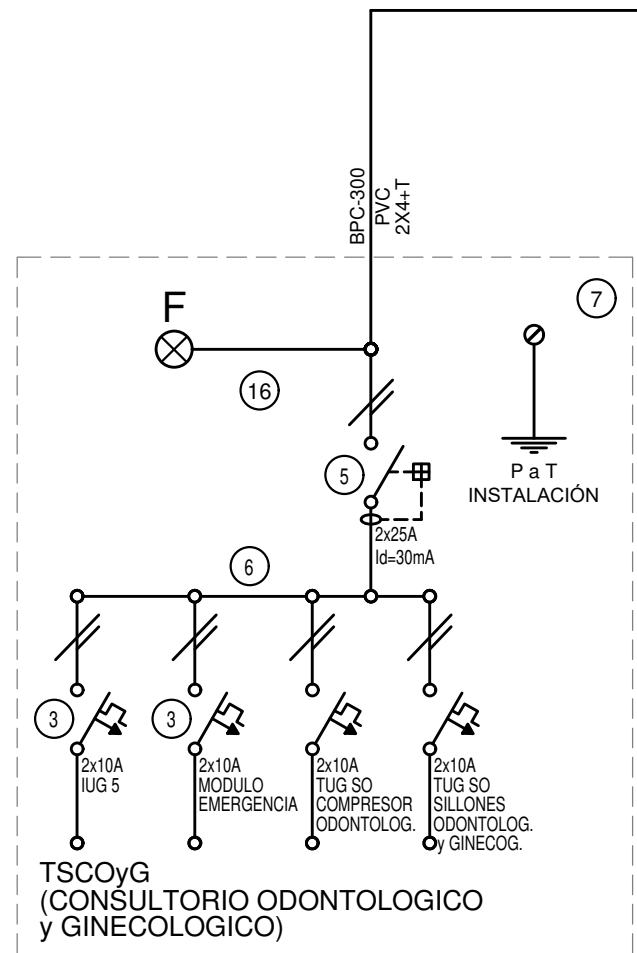 BPC-300
PVC
2X4+T
F
7
16
5
P a T
INSTALACIÓN
2x25A
Id=30mA
6
3
3
2x10A
IUG 5
2x10A
MODULO
EMERGENCIA
2x10A
TUG SO
COMPRESOR
ODONTOLOG.
2x10A
TUG SO
SILLONES
ODONTOLOG.
y GINECOG.
TSCOyG
(CONSULTORIO ODONTOLOGICO
y GINECOLOGICO)